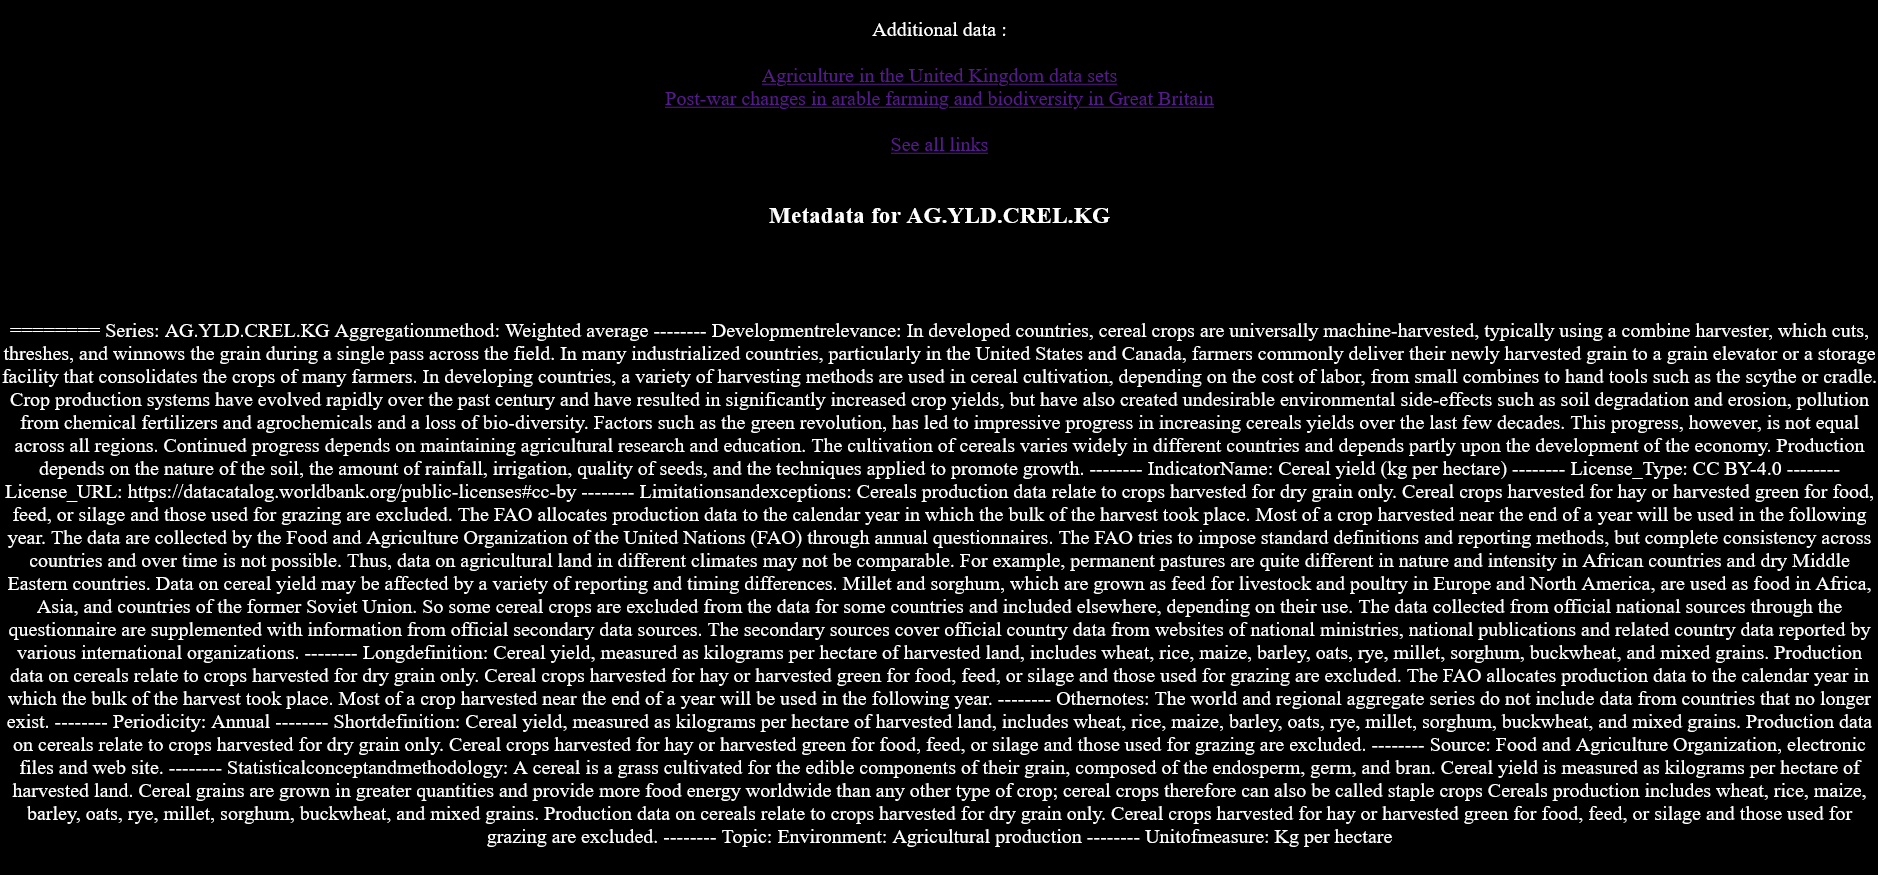 Additional data :
Agriculture in the United Kingdom data sets
Post-war changes in arable farming and biodiversity in Great Britain
See all links
Metadata for AG.YLD.CREL.KG
======== Series: AG.YLD.CREL.KG Aggregationmethod: Weighted average -------- Developmentrelevance: In developed countries, cereal crops are universally machine-harvested, typically using a combine harvester, which cuts,
threshes, and winnows the grain during a single pass across the field. In many industrialized countries, particularly in the United States and Canada, farmers commonly deliver their newly harvested grain to a grain elevator or a storage
facility that consolidates the crops of many farmers. In developing countries, a variety of harvesting methods are used in cereal cultivation, depending on the cost of labor, from small combines to hand tools such as the scythe or cradle.
Crop production systems have evolved rapidly over the past century and have resulted in significantly increased crop yields, but have also created undesirable environmental side-effects such as soil degradation and erosion, pollution
from chemical fertilizers and agrochemicals and a loss of bio-diversity. Factors such as the green revolution, has led to impressive progress in increasing cereals yields over the last few decades. This progress, however, is not equal
across all regions. Continued progress depends on maintaining agricultural research and education. The cultivation of cereals varies widely in different countries and depends partly upon the development of the economy. Production
depends on the nature of the soil, the amount of rainfall, irrigation, quality of seeds, and the techniques applied to promote growth. -------- IndicatorName: Cereal yield (kg per hectare) -------- License_Type: CC BY-4.0 --------
License_URL: https://datacatalog.worldbank.org/public-licenses#cc-by -------- Limitationsandexceptions: Cereals production data relate to crops harvested for dry grain only. Cereal crops harvested for hay or harvested green for food,
feed, or silage and those used for grazing are excluded. The FAO allocates production data to the calendar year in which the bulk of the harvest took place. Most of a crop harvested near the end of a year will be used in the following
year. The data are collected by the Food and Agriculture Organization of the United Nations (FAO) through annual questionnaires. The FAO tries to impose standard definitions and reporting methods, but complete consistency across
countries and over time is not possible. Thus, data on agricultural land in different climates may not be comparable. For example, permanent pastures are quite different in nature and intensity in African countries and dry Middle
Eastern countries. Data on cereal yield may be affected by a variety of reporting and timing differences. Millet and sorghum, which are grown as feed for livestock and poultry in Europe and North America, are used as food in Africa,
Asia, and countries of the former Soviet Union. So some cereal crops are excluded from the data for some countries and included elsewhere, depending on their use. The data collected from official national sources through the
questionnaire are supplemented with information from official secondary data sources. The secondary sources cover official country data from websites of national ministries, national publications and related country data reported by
various international organizations. -------- Longdefinition: Cereal yield, measured as kilograms per hectare of harvested land, includes wheat, rice, maize, barley, oats, rye, millet, sorghum, buckwheat, and mixed grains. Production
data on cereals relate to crops harvested for dry grain only. Cereal crops harvested for hay or harvested green for food, feed, or silage and those used for grazing are excluded. The FAO allocates production data to the calendar year in
which the bulk of the harvest took place. Most of a crop harvested near the end of a year will be used in the following year. -------- Othernotes: The world and regional aggregate series do not include data from countries that no longer
exist. -------- Periodicity: Annual -------- Shortdefinition: Cereal yield, measured as kilograms per hectare of harvested land, includes wheat, rice, maize, barley, oats, rye, millet, sorghum, buckwheat, and mixed grains. Production data
on cereals relate to crops harvested for dry grain only. Cereal crops harvested for hay or harvested green for food, feed, or silage and those used for grazing are excluded. -------- Source: Food and Agriculture Organization, electronic
files and web site. -------- Statisticalconceptandmethodology: A cereal is a grass cultivated for the edible components of their grain, composed of the endosperm, germ, and bran. Cereal yield is measured as kilograms per hectare of
harvested land. Cereal grains are grown in greater quantities and provide more food energy worldwide than any other type of crop; cereal crops therefore can also be called staple crops Cereals production includes wheat, rice, maize,
barley, oats, rye, millet, sorghum, buckwheat, and mixed grains. Production data on cereals relate to crops harvested for dry grain only. Cereal crops harvested for hay or harvested green for food, feed, or silage and those used for
grazing are excluded. -------- Topic: Environment: Agricultural production -------- Unitofmeasure: Kg per hectare